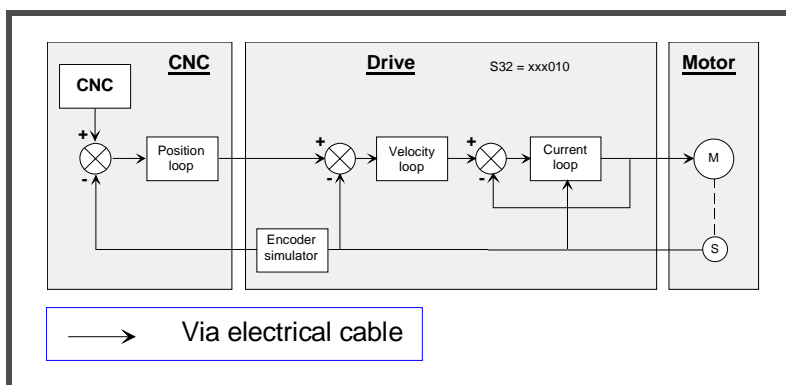 CNC
Drive
S32 = xxx010
Motor
CNC
+
-
Position
loop
+
-
Velocity
loop
+
-
Current
loop
M
Encoder
simulator
S
Via electrical cable